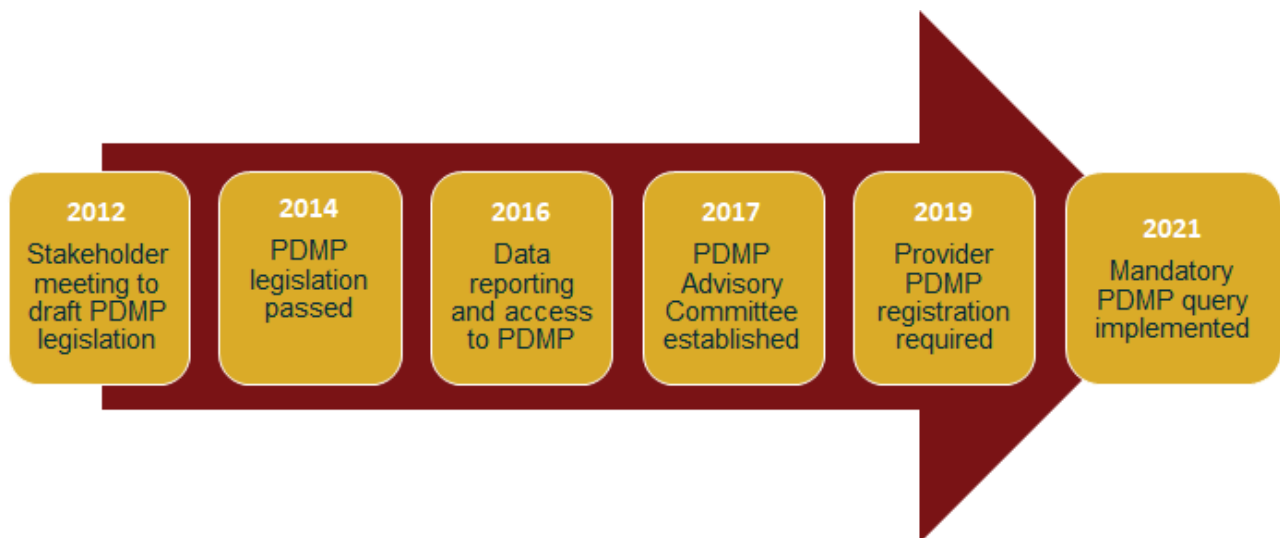 2012
Stakeholder
meeting to
draft PDMP
legislation
2014
PDMP
legislation
passed
2016
Data
reporting
and access
to PDMP
2017
PDMP
Advisory
Committee
established
2019
Provider
PDMP
registration
required
2021
Mandatory
PDMP query
implemented